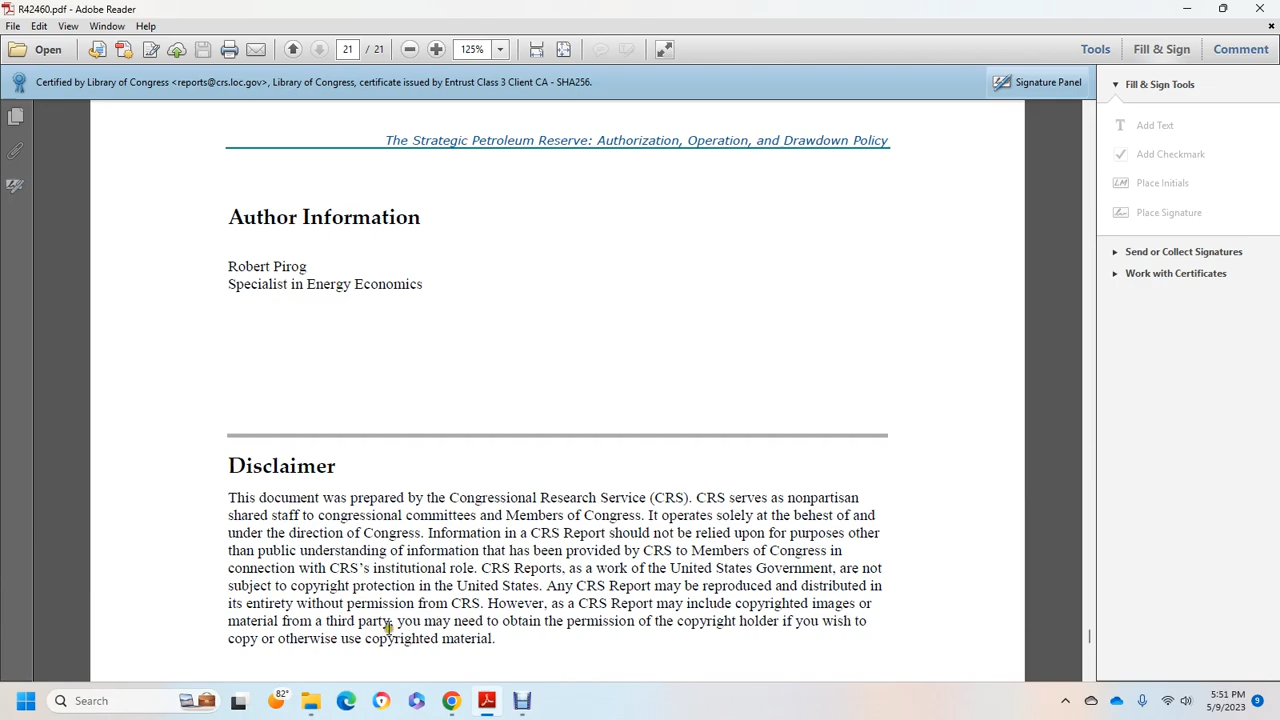 R42460.pdf - Adobe Reader
File Edit View Window Help
Open 21 / 21 125% Tools Fill & Sign Comment
Certified by Library of Congress <reports@crs.loc.gov>, Library of Congress, certificate issued by Entrust Class 3 Client CA - SHA256.
Signature Panel
The Strategic Petroleum Reserve: Authorization, Operation, and Drawdown Policy
Author Information
Robert Pirog
Specialist in Energy Economics
Disclaimer
This document was prepared by the Congressional Research Service (CRS). CRS serves as nonpartisan
shared staff to congressional committees and Members of Congress. It operates solely at the behest of and
under the direction of Congress. Information in a CRS Report should not be relied upon for purposes other
than public understanding of information that has been provided by CRS to Members of Congress in
connection with CRS's institutional role. CRS Reports, as a work of the United States Government, are not
subject to copyright protection in the United States. Any CRS Report may be reproduced and distributed in
its entirety without permission from CRS. However, as a CRS Report may include copyrighted images or
material from a third party, you may need to obtain the permission of the copyright holder if you wish to
copy or otherwise use copyrighted material.
Fill & Sign Tools
T Add Text
Add Checkmark
LM Place Initials
Place Signature
Send or Collect Signatures
Work with Certificates
Search
82°
5:51 PM
5/9/2023
9